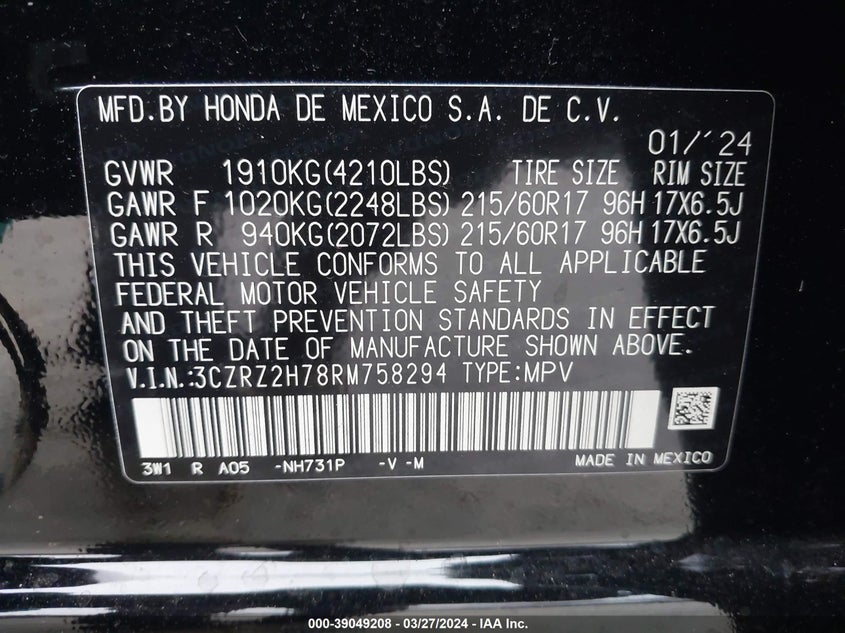 MFD.BY HONDA DE MEXICO S.A. DE C.V.
01/'24
GVWR 1910KG(4210LBS) TIRE SIZE RIM SIZE
GAWR F 1020KG(2248LBS) 215/60R17 96H 17X6.5J
GAWR R 940KG(2072LBS) 215/60R17 96H 17X6.5J
THIS VEHICLE CONFORMS TO ALL APPLICABLE
FEDERAL MOTOR VEHICLE SAFETY
AND THEFT PREVENTION STANDARDS IN EFFECT
ON THE DATE OF MANUFACTURE SHOWN ABOVE.
V.I.N.:3CZRZ2H78RM758294 TYPE:MPV
3W1 R A05 -NH731P -V -M MADE IN MEXICO
000-39049208 - 03/27/2024 - IAA Inc.